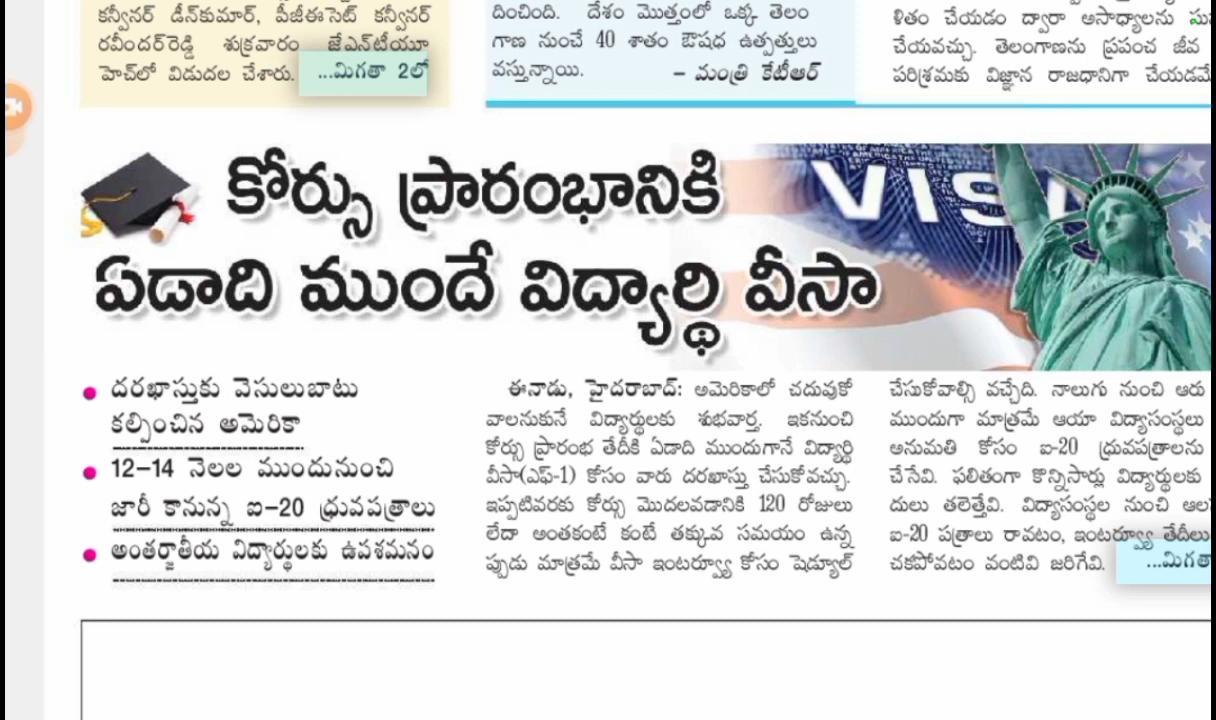 కన్వీనర్ డీన్‌కుమార్, పీజీఈసెట్ కన్వీనర్
రవీందర్‌రెడ్డి శుక్రవారం జేఎన్‌టీయూ
హెచ్‌లో విడుదల చేశారు. ...మిగతా 2లో
దించింది. దేశం మొత్తంలో ఒక్క తెలం
గాణ నుంచే 40 శాతం ఔషధ ఉత్పత్తులు
వస్తున్నాయి. – మంత్రి కేటీఆర్
ళితం చేయడం ద్వారా అసాధ్యాలను
చేయవచ్చు. తెలంగాణను ప్రపంచ జీవ
పరిశ్రమకు విజ్ఞాన రాజధానిగా చేయడమే
కోర్సు ప్రారంభానికి
ఏడాది ముందే విద్యార్థి వీసా
VISA
• దరఖాస్తుకు వెసులుబాటు
కల్పించిన అమెరికా
• 12–14 నెలల ముందునుంచి
జారీ కానున్న ఐ–20 ధ్రువపత్రాలు
• అంతర్జాతీయ విద్యార్థులకు ఉపశమనం
ఈనాడు, హైదరాబాద్: అమెరికాలో చదువుకో
వాలనుకునే విద్యార్థులకు శుభవార్త. ఇకనుంచి
కోర్సు ప్రారంభ తేదీకి ఏడాది ముందుగానే విద్యార్థి
వీసా(ఎఫ్-1) కోసం వారు దరఖాస్తు చేసుకోవచ్చు.
ఇప్పటివరకు కోర్సు మొదలవడానికి 120 రోజులు
లేదా అంతకంటే కంటే తక్కువ సమయం ఉన్న
ప్పుడు మాత్రమే వీసా ఇంటర్వ్యూ కోసం షెడ్యూల్
చేసుకోవాల్సి వచ్చేది. నాలుగు నుంచి ఆరు
ముందుగా మాత్రమే ఆయా విద్యాసంస్థలు
అనుమతి కోసం ఐ-20 ధ్రువపత్రాలను
చేసేవి. ఫలితంగా కొన్నిసార్లు విద్యార్థులకు
దులు తలెత్తేవి. విద్యాసంస్థల నుంచి
ఐ-20 పత్రాలు రావటం, ఇంటర్వ్యూ తేదీలు
చకపోవటం వంటివి జరిగేవి. ...మిగతా